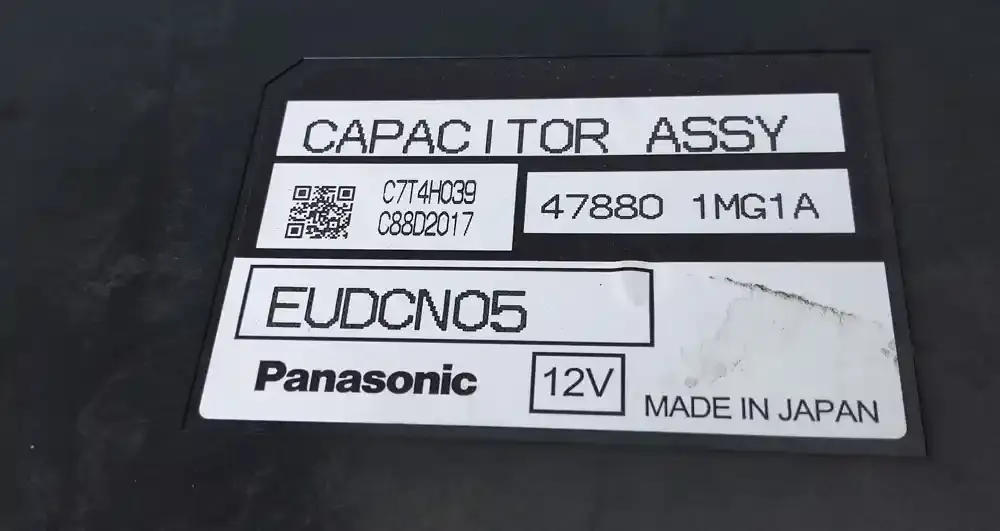 CAPACITOR ASSY
C7T4H039
C88D2017
47880 1MG1A
EUDCN05
Panasonic
12V
MADE IN JAPAN